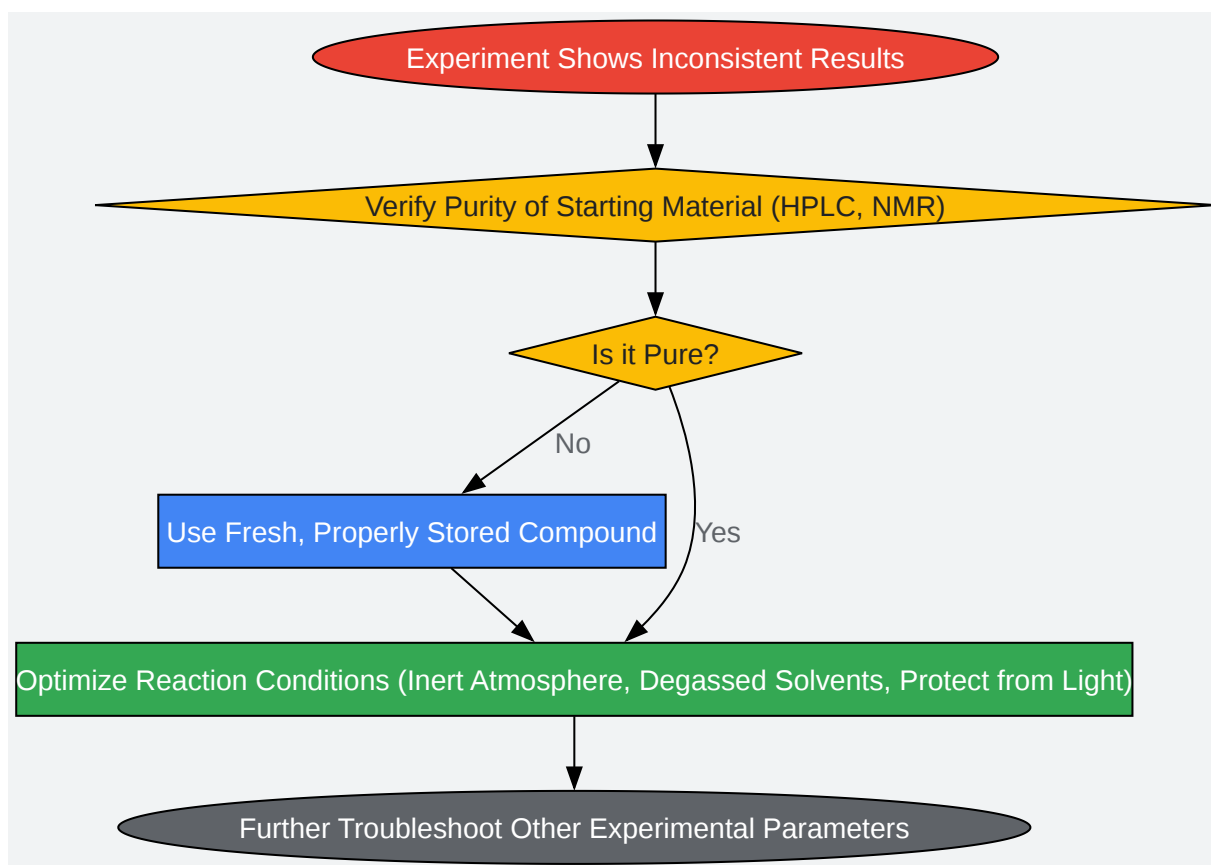 Experiment Shows Inconsistent Results
Verify Purity of Starting Material (HPLC, NMR)
Is it Pure?
No
Use Fresh, Properly Stored Compound
Yes
Optimize Reaction Conditions (Inert Atmosphere, Degassed Solvents, Protect from Light)
Further Troubleshoot Other Experimental Parameters